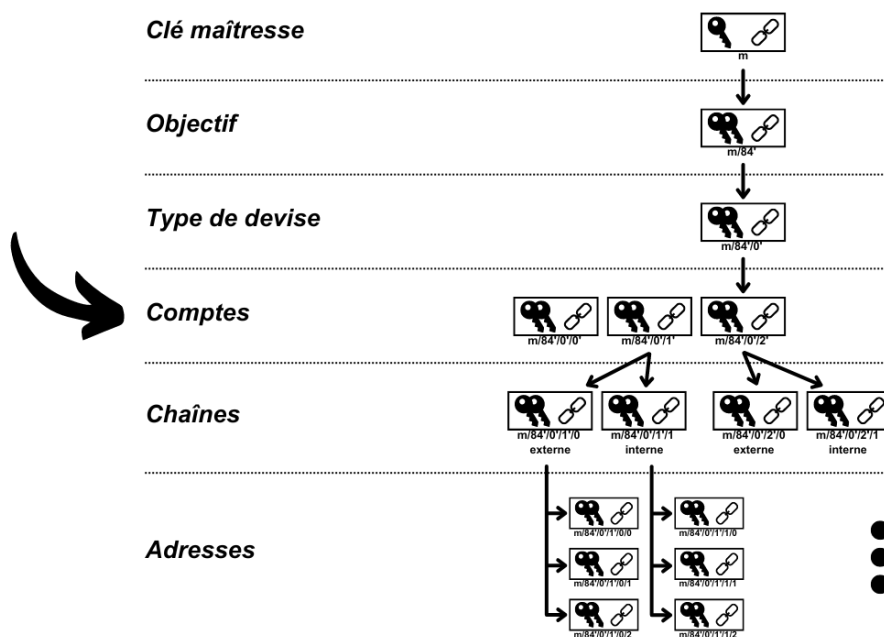 Clé maîtresse
m
Objectif
m/84'
Type de devise
m/84'/0'
Comptes
m/84'/0'/0' m/84'/0'/1' m/84'/0'/2'
Chaînes
m/84'/0'/1'/0 m/84'/0'/1'/1 m/84'/0'/2'/0 m/84'/0'/2'/1
externe interne externe interne
Adresses
m/84'/0'/1'/0/0 m/84'/0'/1'/1/0
m/84'/0'/1'/0/1 m/84'/0'/1'/1/1
m/84'/0'/1'/0/2 m/84'/0'/1'/1/2